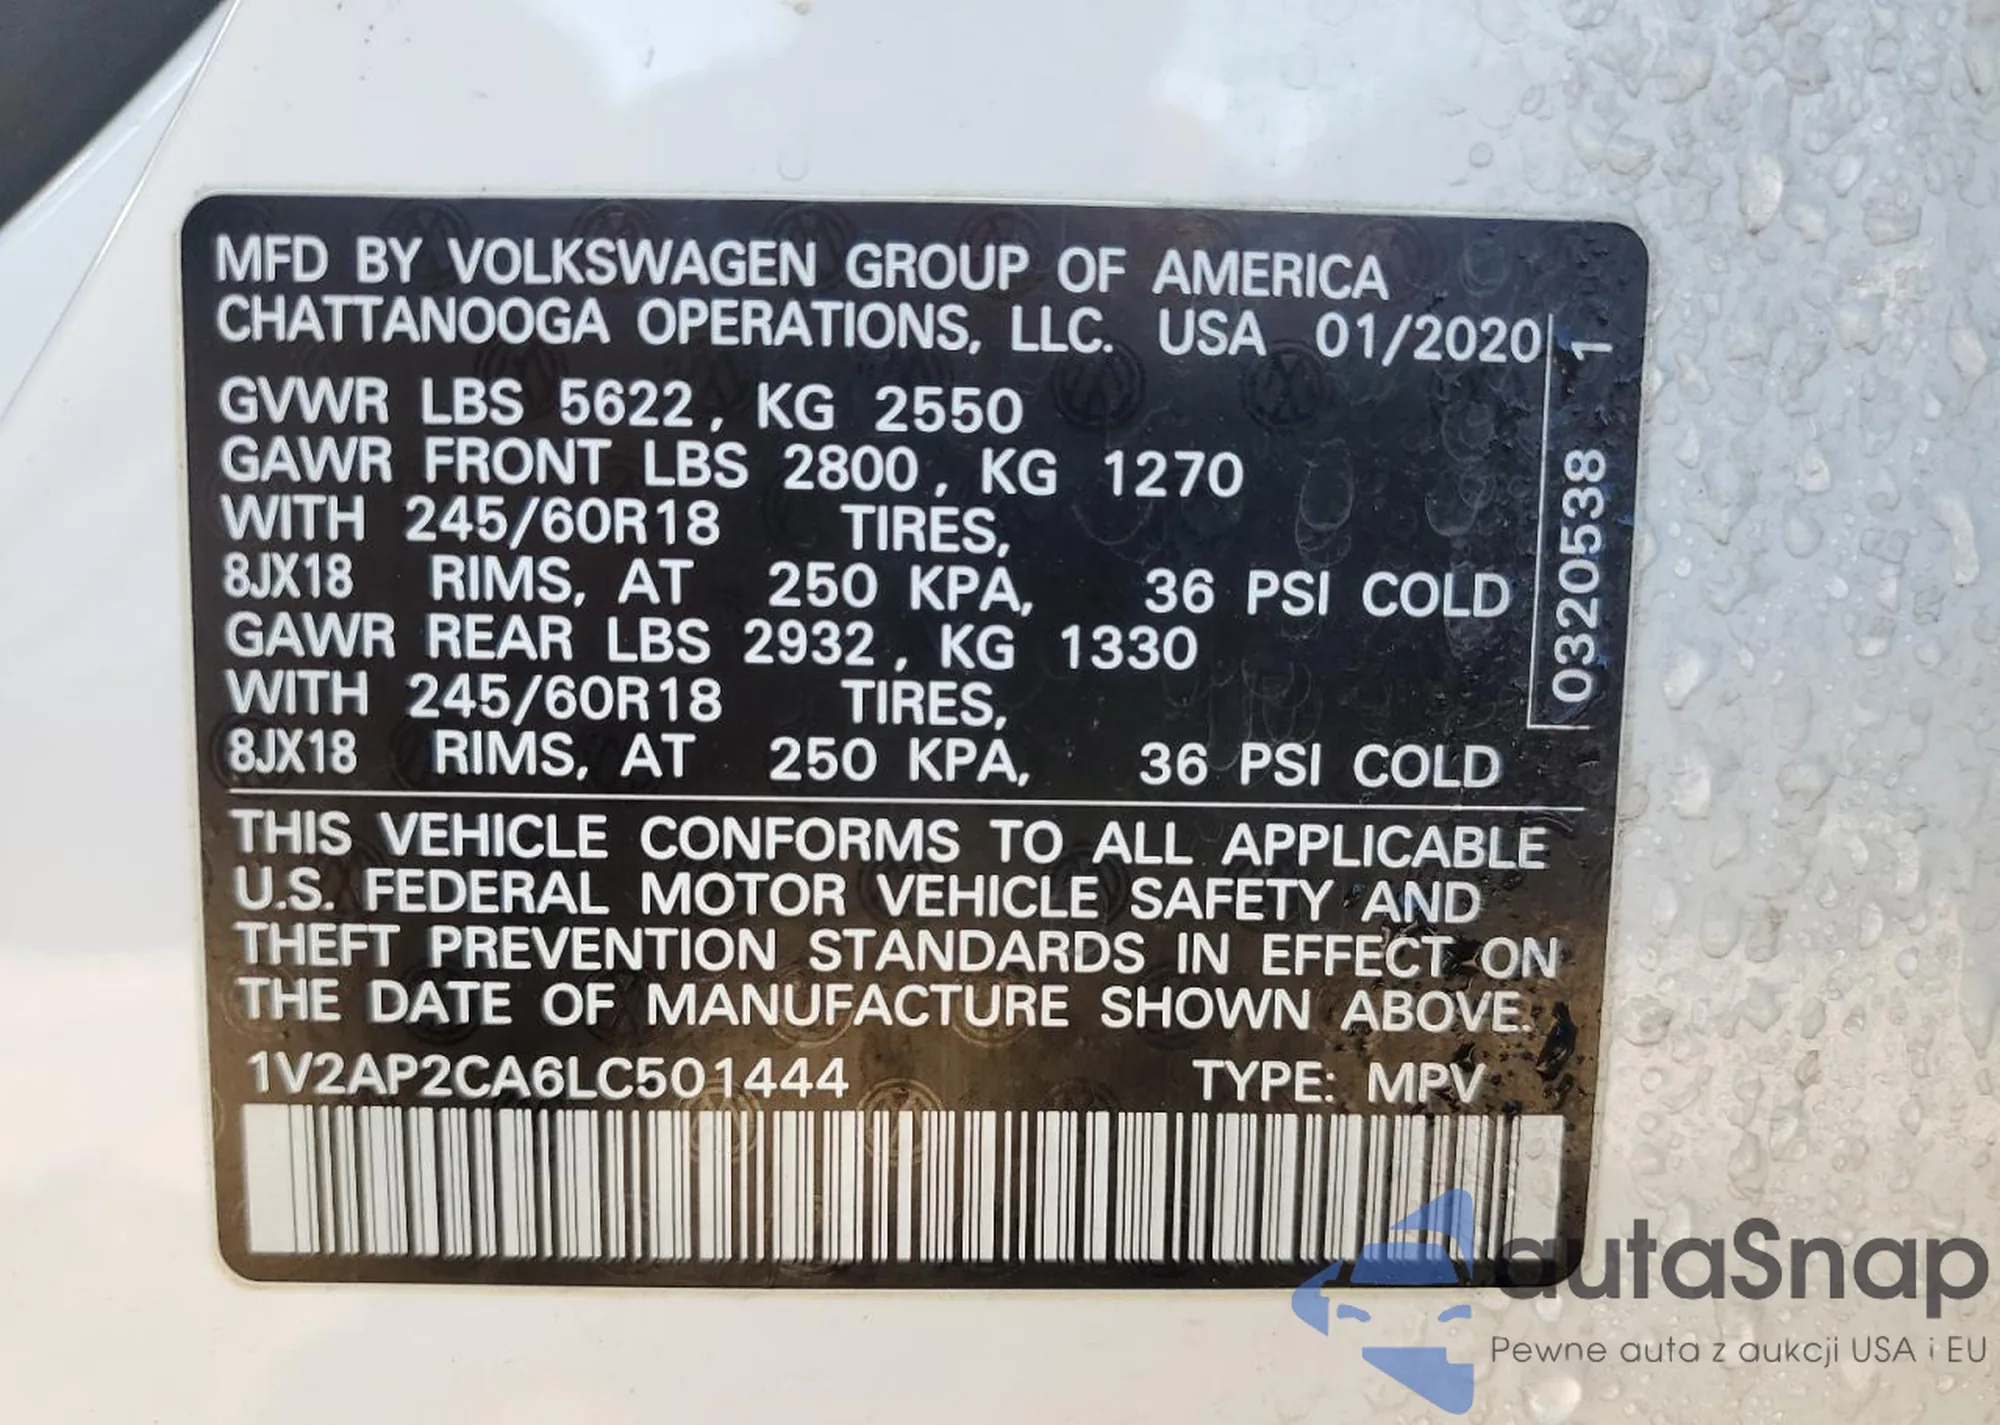 MFD BY VOLKSWAGEN GROUP OF AMERICA
CHATTANOOGA OPERATIONS, LLC. USA 01/2020
GVWR LBS 5622, KG 2550
GAWR FRONT LBS 2800, KG 1270
WITH 245/60R18 TIRES,
8JX18 RIMS, AT 250 KPA, 36 PSI COLD
GAWR REAR LBS 2932, KG 1330
WITH 245/60R18 TIRES,
8JX18 RIMS, AT 250 KPA, 36 PSI COLD
0320538 1
THIS VEHICLE CONFORMS TO ALL APPLICABLE
U.S. FEDERAL MOTOR VEHICLE SAFETY AND
THEFT PREVENTION STANDARDS IN EFFECT ON
THE DATE OF MANUFACTURE SHOWN ABOVE.
1V2AP2CA6LC501444 TYPE: MPV
autaSnap
Pewne auta z aukcji USA i EU